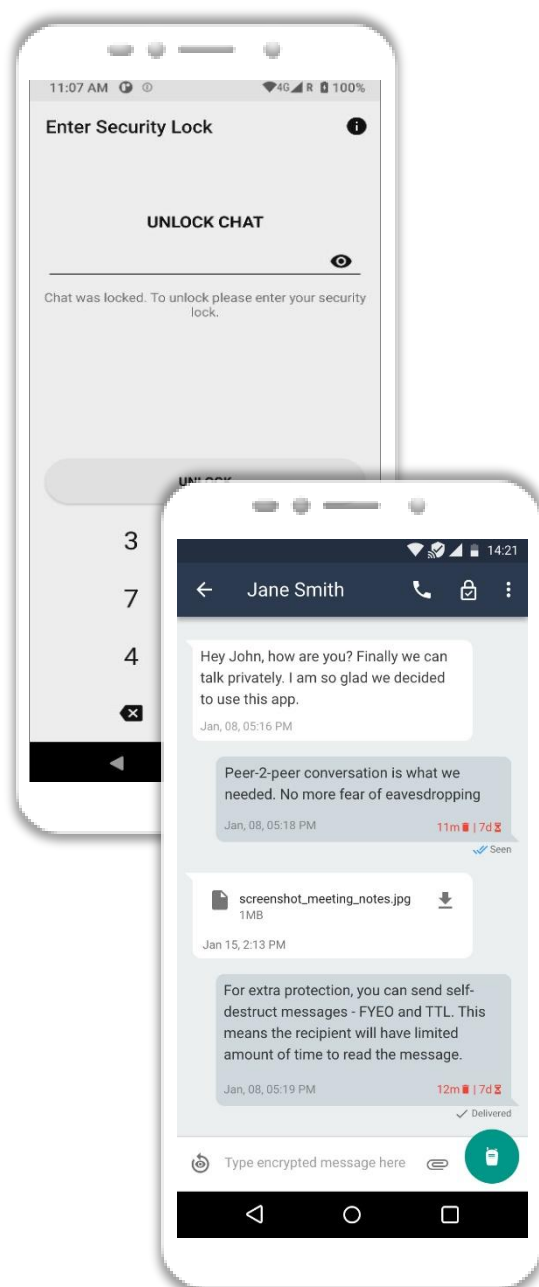 11:07 AM 4G R 100%
Enter Security Lock
UNLOCK CHAT
Chat was locked. To unlock please enter your security
lock.
UNLOCK
3
7
4
14:21
Jane Smith
Hey John, how are you? Finally we can
talk privately. I am so glad we decided
to use this app.
Jan, 08, 05:16 PM
Peer-2-peer conversation is what we
needed. No more fear of eavesdropping
Jan, 08, 05:18 PM 11m | 7d
Seen
screenshot_meeting_notes.jpg
1MB
Jan 15, 2:13 PM
For extra protection, you can send self-
destruct messages - FYEO and TTL. This
means the recipient will have limited
amount of time to read the message.
Jan, 08, 05:19 PM 12m | 7d
Delivered
Type encrypted message here